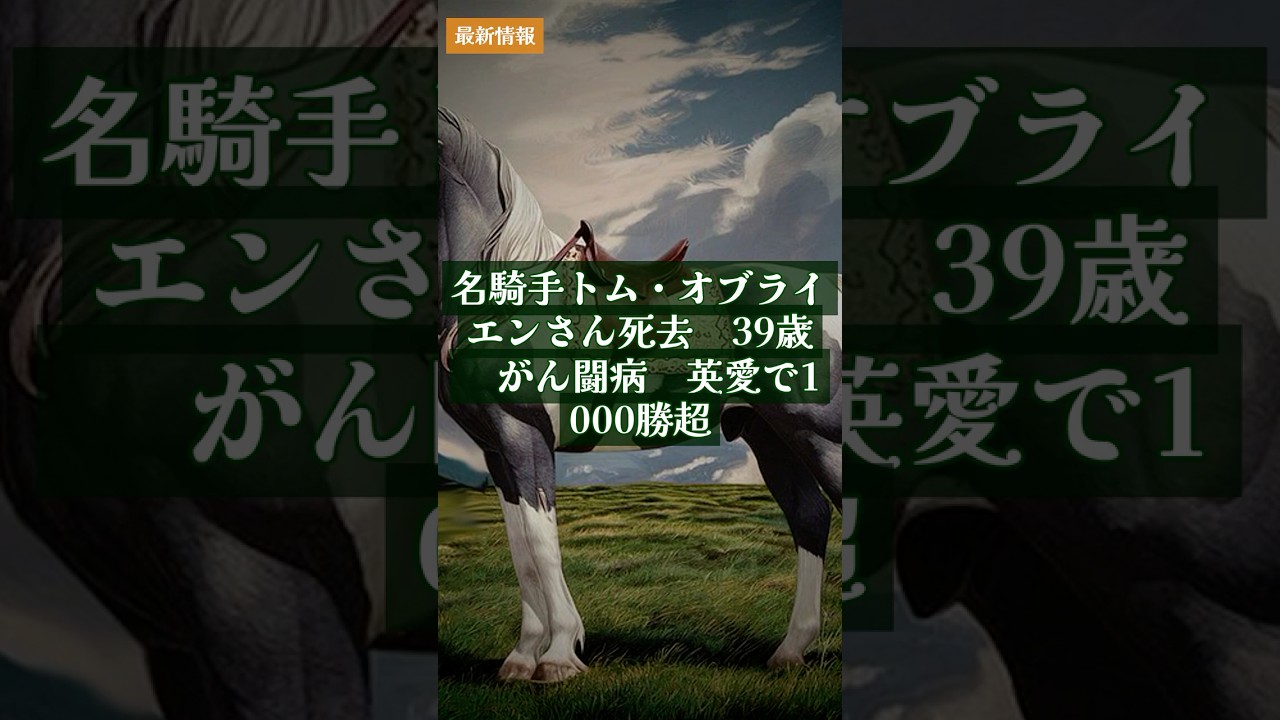 最新情報
名騎手トム・オブライ
エンさん死去　39歳
　がん闘病　英愛で1
000勝超